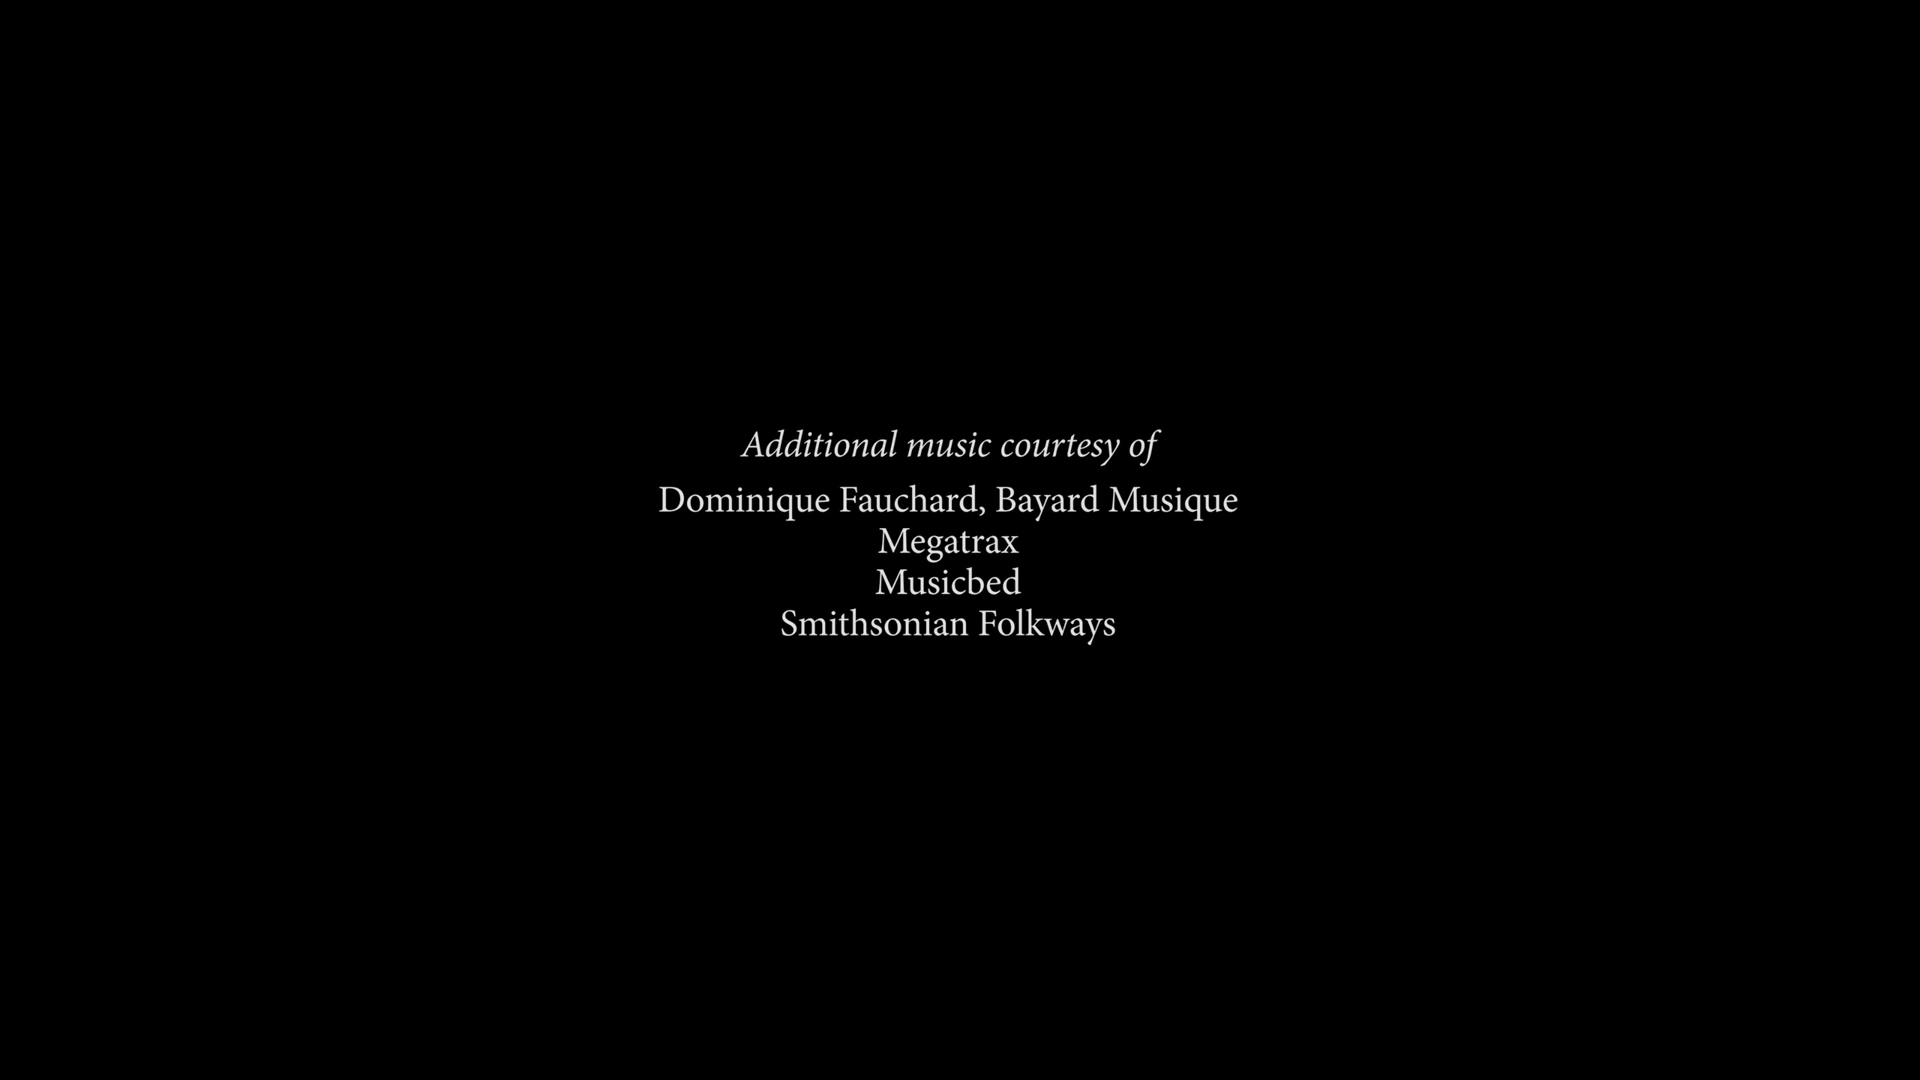 Additional music courtesy of
Dominique Fauchard, Bayard Musique
Megatrax
Musicbed
Smithsonian Folkways